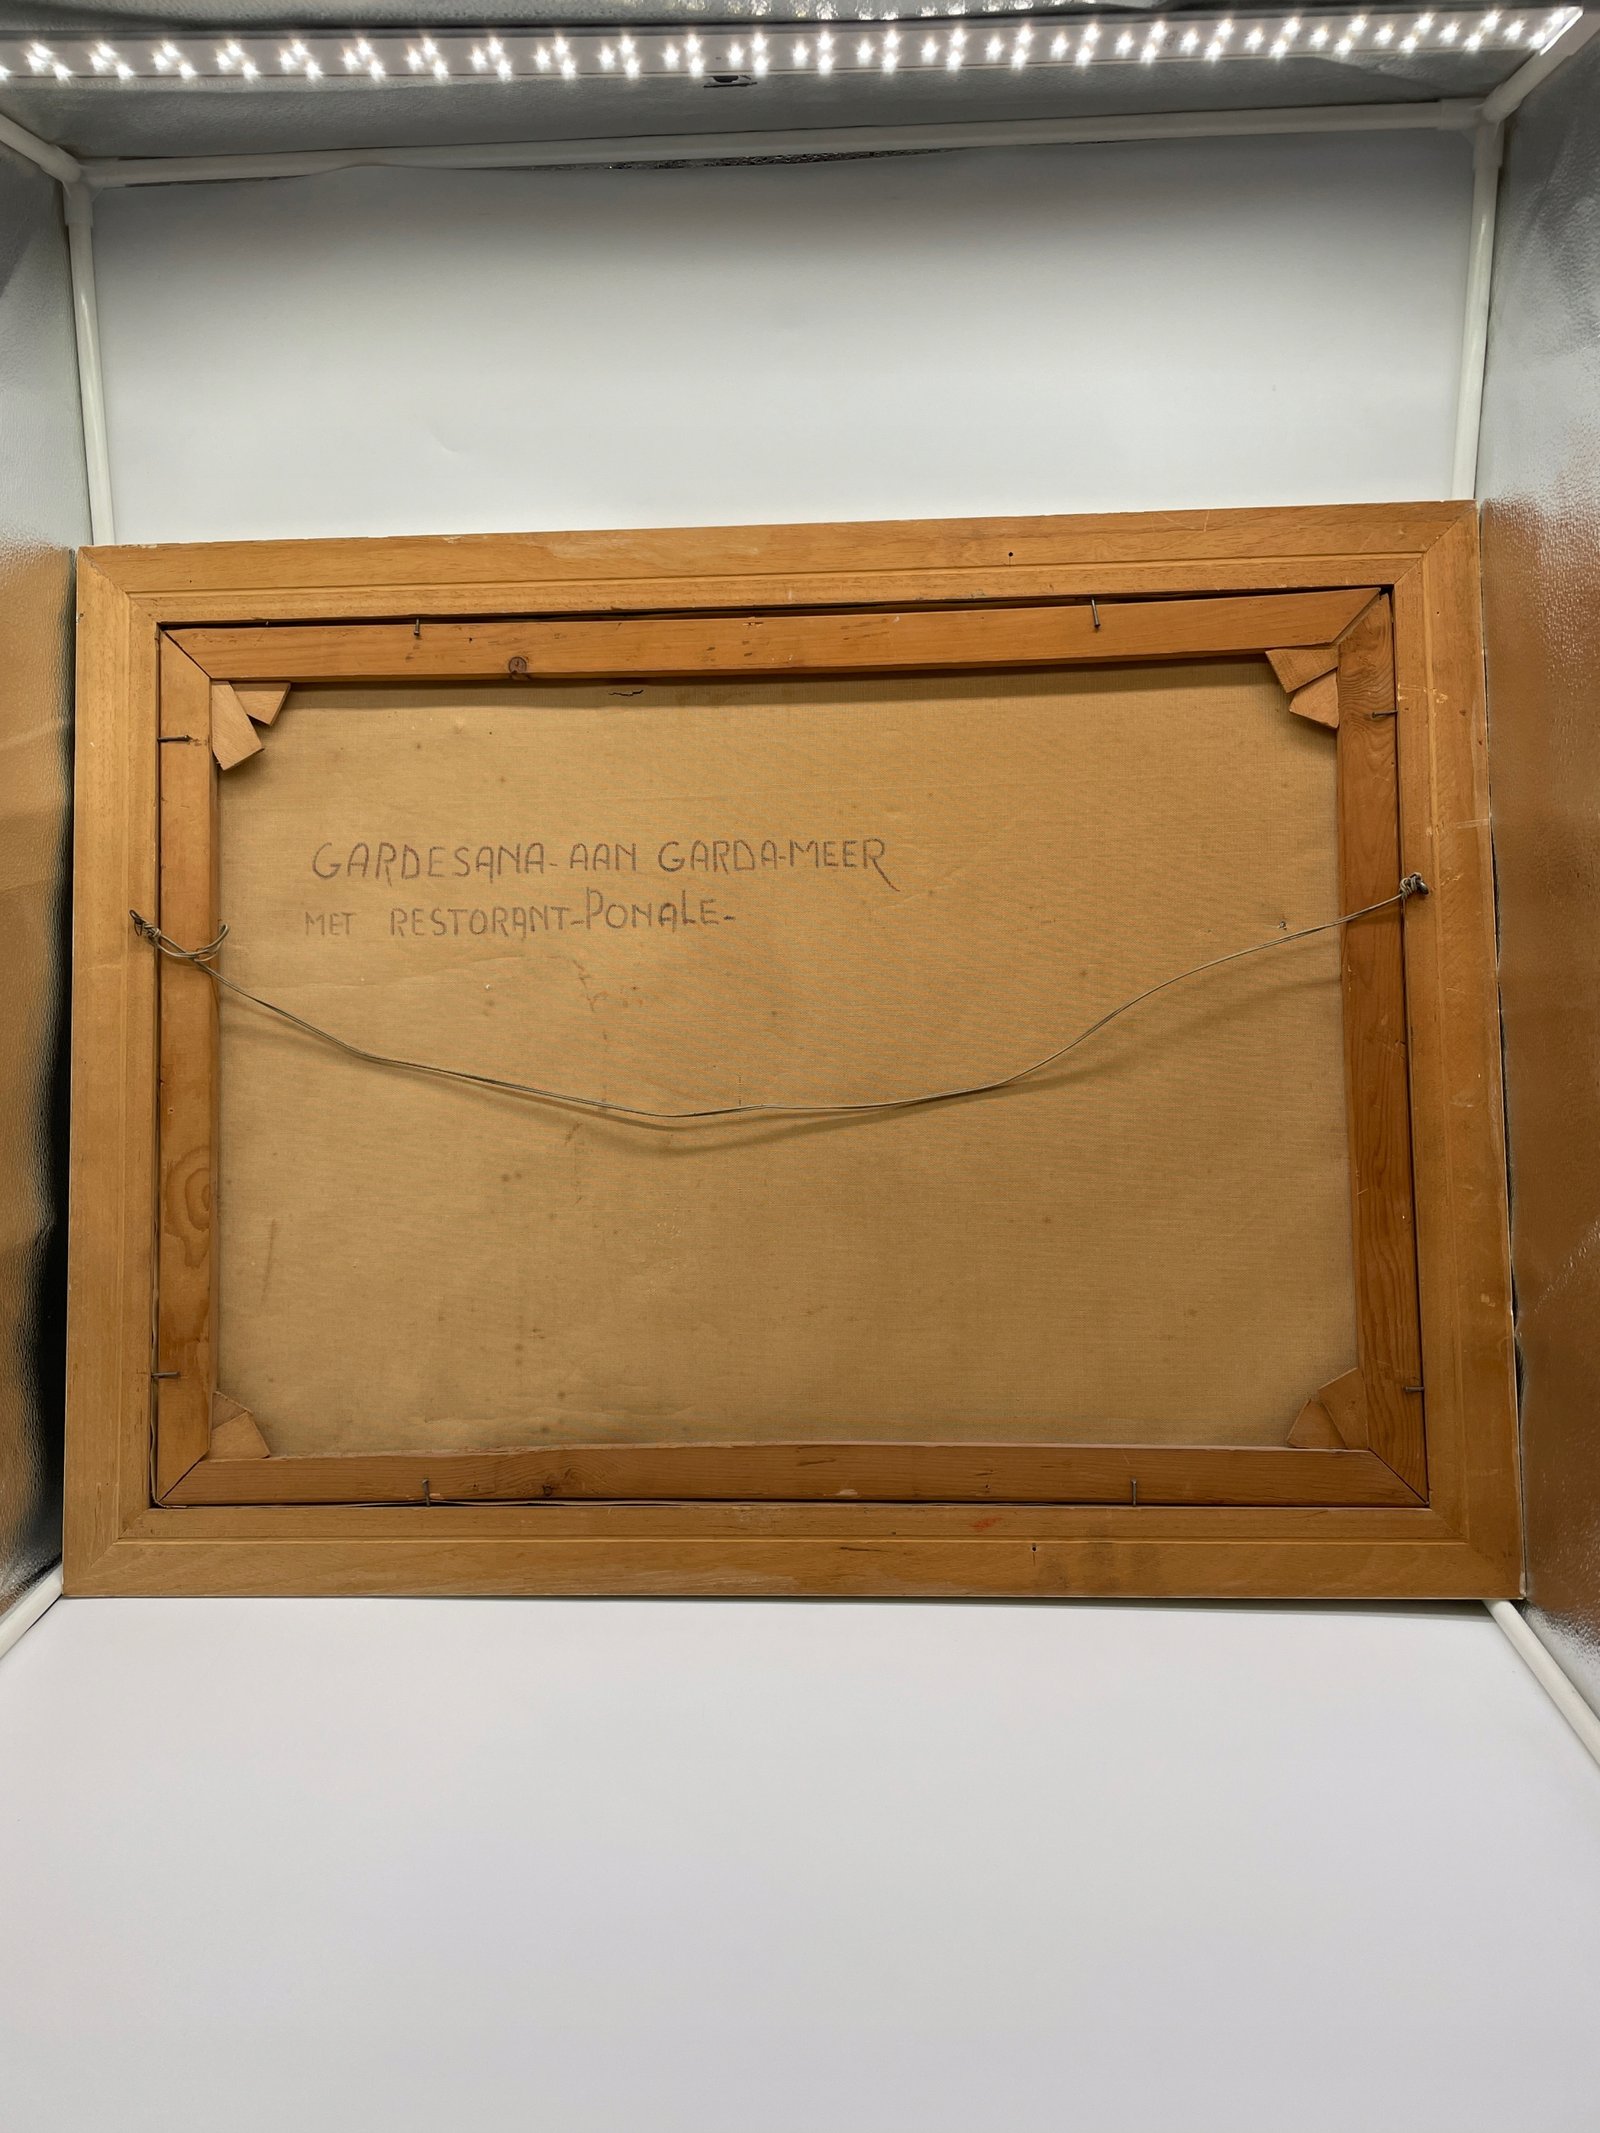 GARDESANA-AAN GARDA-MEER
MET RESTORANT-PONALE-